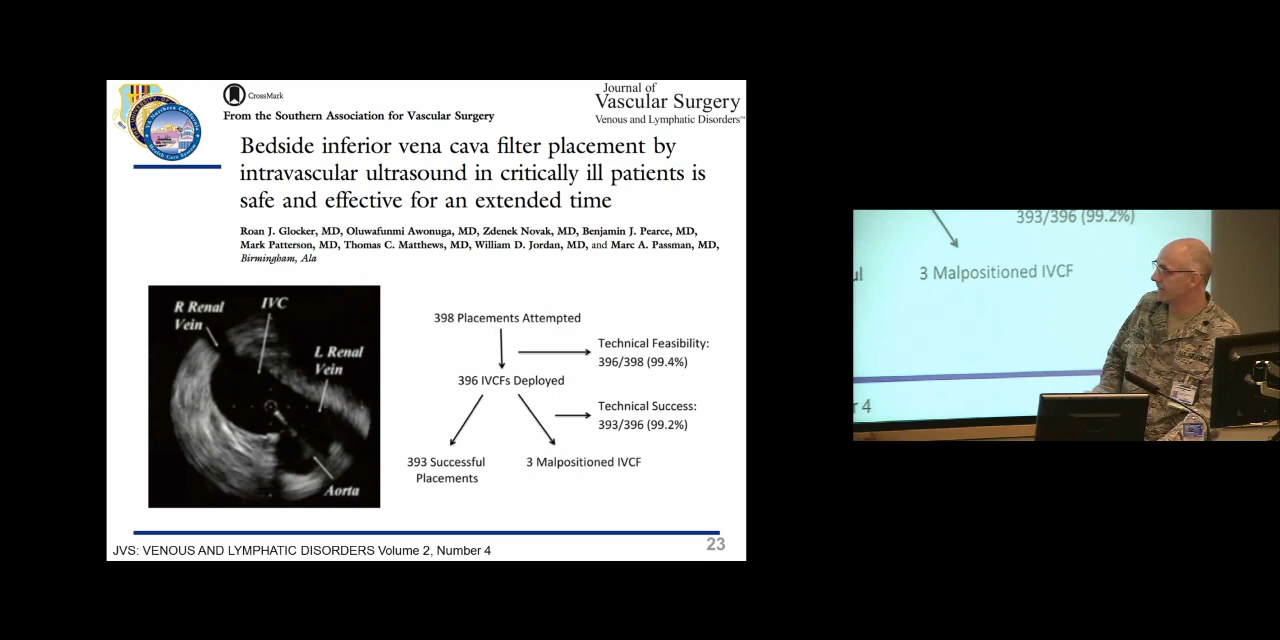 CrossMark
From the Southern Association for Vascular Surgery
Journal of
Vascular Surgery
Venous and Lymphatic Disorders™
Bedside inferior vena cava filter placement by
intravascular ultrasound in critically ill patients is
safe and effective for an extended time
Roan J. Glocker, MD, Oluwafunmi Awonuga, MD, Zdenek Novak, MD, Benjamin J. Pearce, MD,
Mark Patterson, MD, Thomas C. Matthews, MD, William D. Jordan, MD, and Marc A. Passman, MD,
Birmingham, Ala
R Renal
Vein
IVC
L Renal
Vein
Aorta
398 Placements Attempted
Technical Feasibility:
396/398 (99.4%)
396 IVCFs Deployed
Technical Success:
393/396 (99.2%)
393 Successful
Placements
3 Malpositioned IVCF
JVS: VENOUS AND LYMPHATIC DISORDERS Volume 2, Number 4
23
393/396 (99.2%)
ul
3 Malpositioned IVCF
r 4